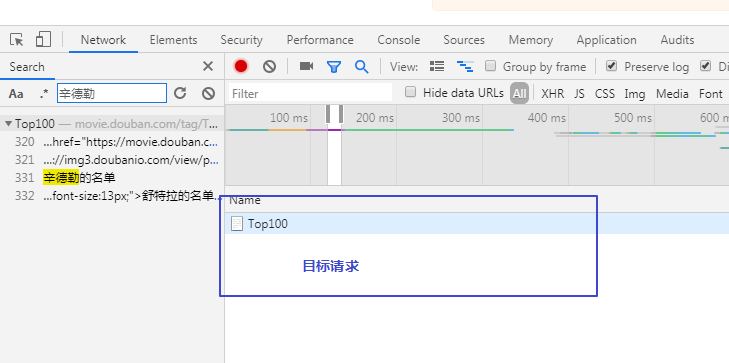 Network Elements Security Performance Console Sources Memory Application Audits
Search
View: Group by frame Preserve log
Aa .* 辛德勒
Filter Hide data URLs All XHR JS CSS Img Media Font
Top100 — movie.douban.com/tag/T...
100 ms 200 ms 300 ms 400 ms 500 ms 600 m
320 ...href="https://movie.douban.c...
321 ...://img3.doubanio.com/view/p...
331 辛德勒的名单
332 ...font-size:13px;">舒特拉的名单...
Name
Top100
目标请求